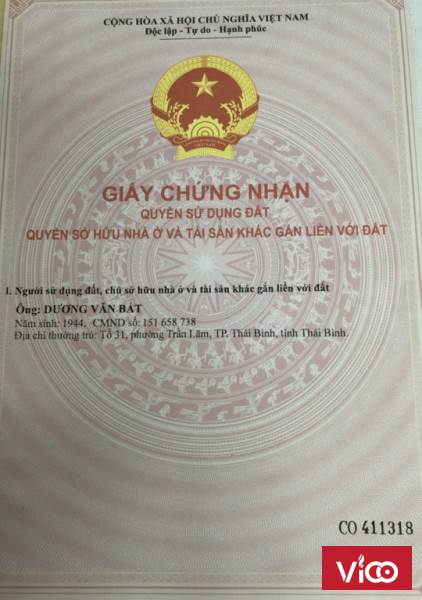 CỘNG HÒA XÃ HỘI CHỦ NGHĨA VIỆT NAM
Độc lập - Tự do - Hạnh phúc
VIỆT NAM
GIẤY CHỨNG NHẬN
QUYỀN SỬ DỤNG ĐẤT
QUYỀN SỞ HỮU NHÀ Ở VÀ TÀI SẢN KHÁC GẮN LIỀN VỚI ĐẤT
I. Người sử dụng đất, chủ sở hữu nhà ở và tài sản khác gắn liền với đất
Ông: DƯƠNG VĂN BÁT
Năm sinh: 1944, CMND số: 151 658 738
Địa chỉ thường trú: Tổ 31, phường Trần Lãm, TP. Thái Bình, tỉnh Thái Bình.
CO 411318
Vicoo